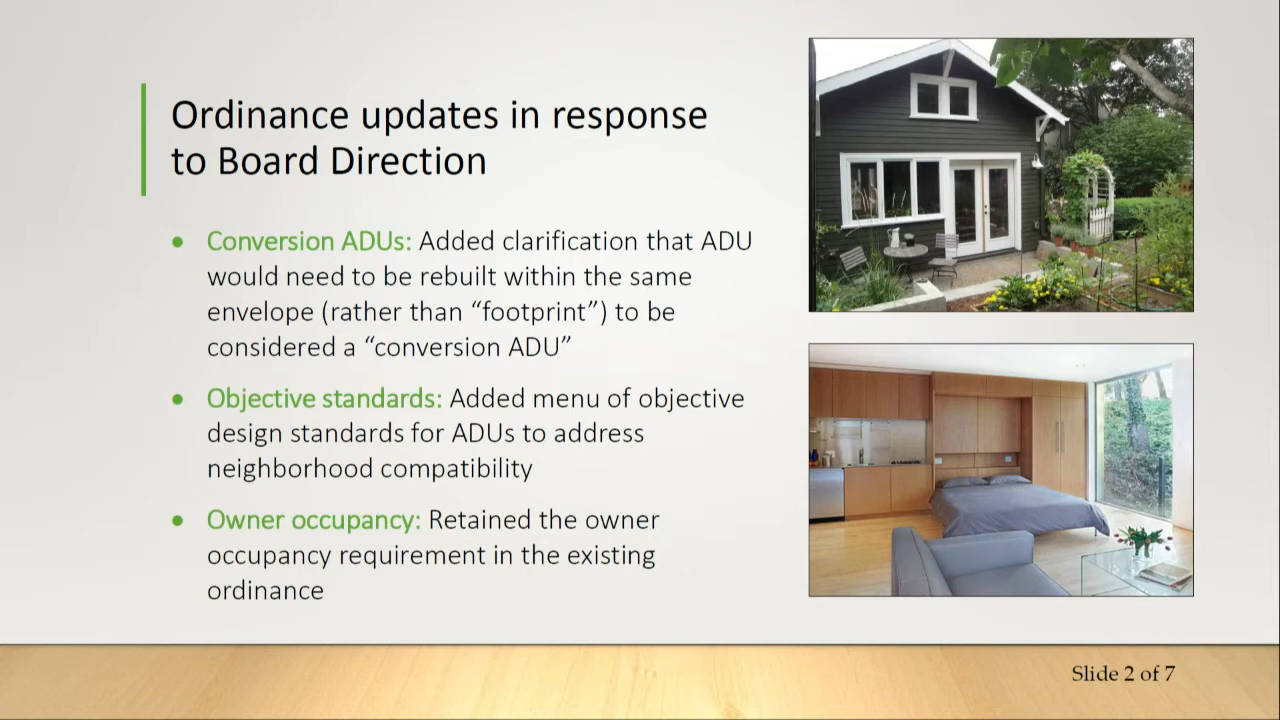 Ordinance updates in response
to Board Direction
• Conversion ADUs: Added clarification that ADU
would need to be rebuilt within the same
envelope (rather than “footprint”) to be
considered a “conversion ADU”
• Objective standards: Added menu of objective
design standards for ADUs to address
neighborhood compatibility
• Owner occupancy: Retained the owner
occupancy requirement in the existing
ordinance
Slide 2 of 7